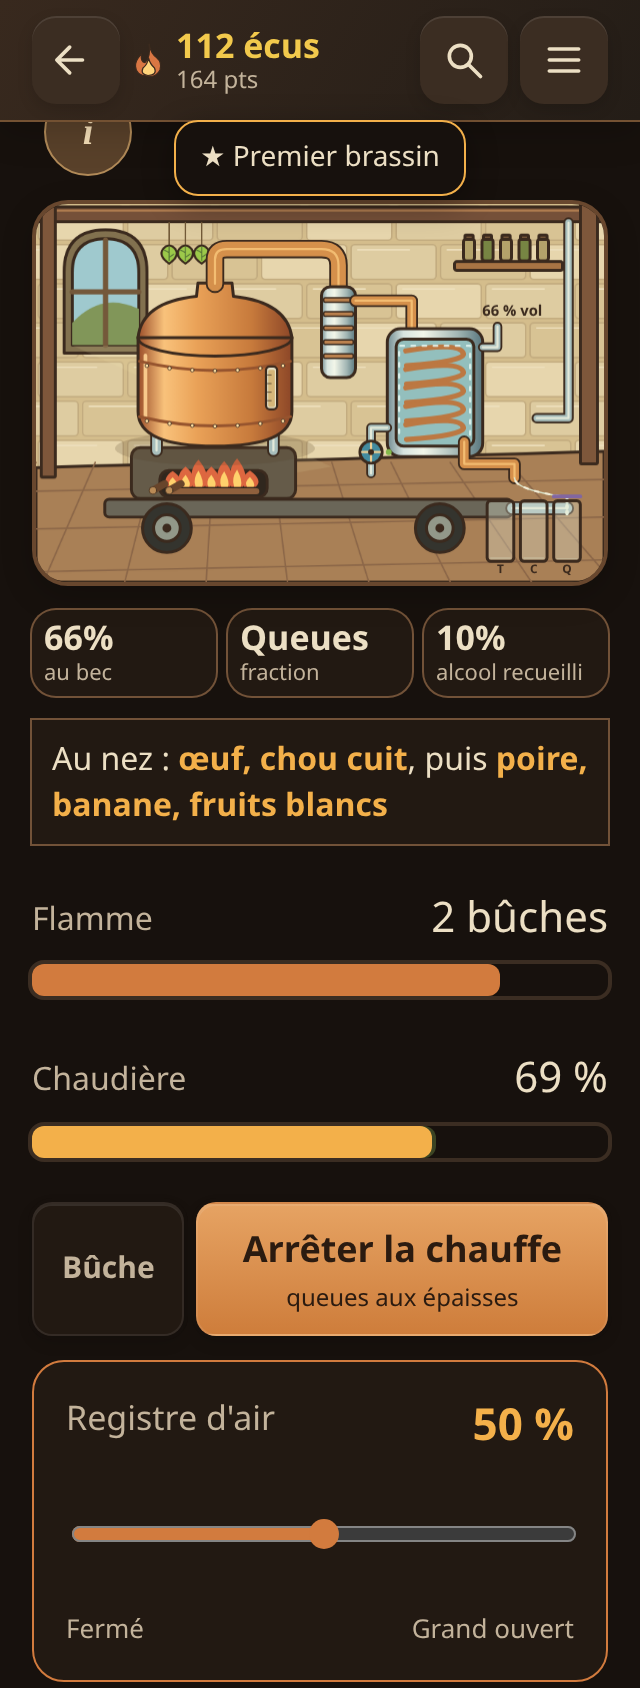 112 écus
164 pts
i
★ Premier brassin
66 % vol
T C Q
66%
au bec
Queues
fraction
10%
alcool recueilli
Au nez : œuf, chou cuit, puis poire,
banane, fruits blancs
Flamme
2 bûches
Chaudière
69 %
Bûche
Arrêter la chauffe
queues aux épaisses
Registre d'air
50 %
Fermé
Grand ouvert